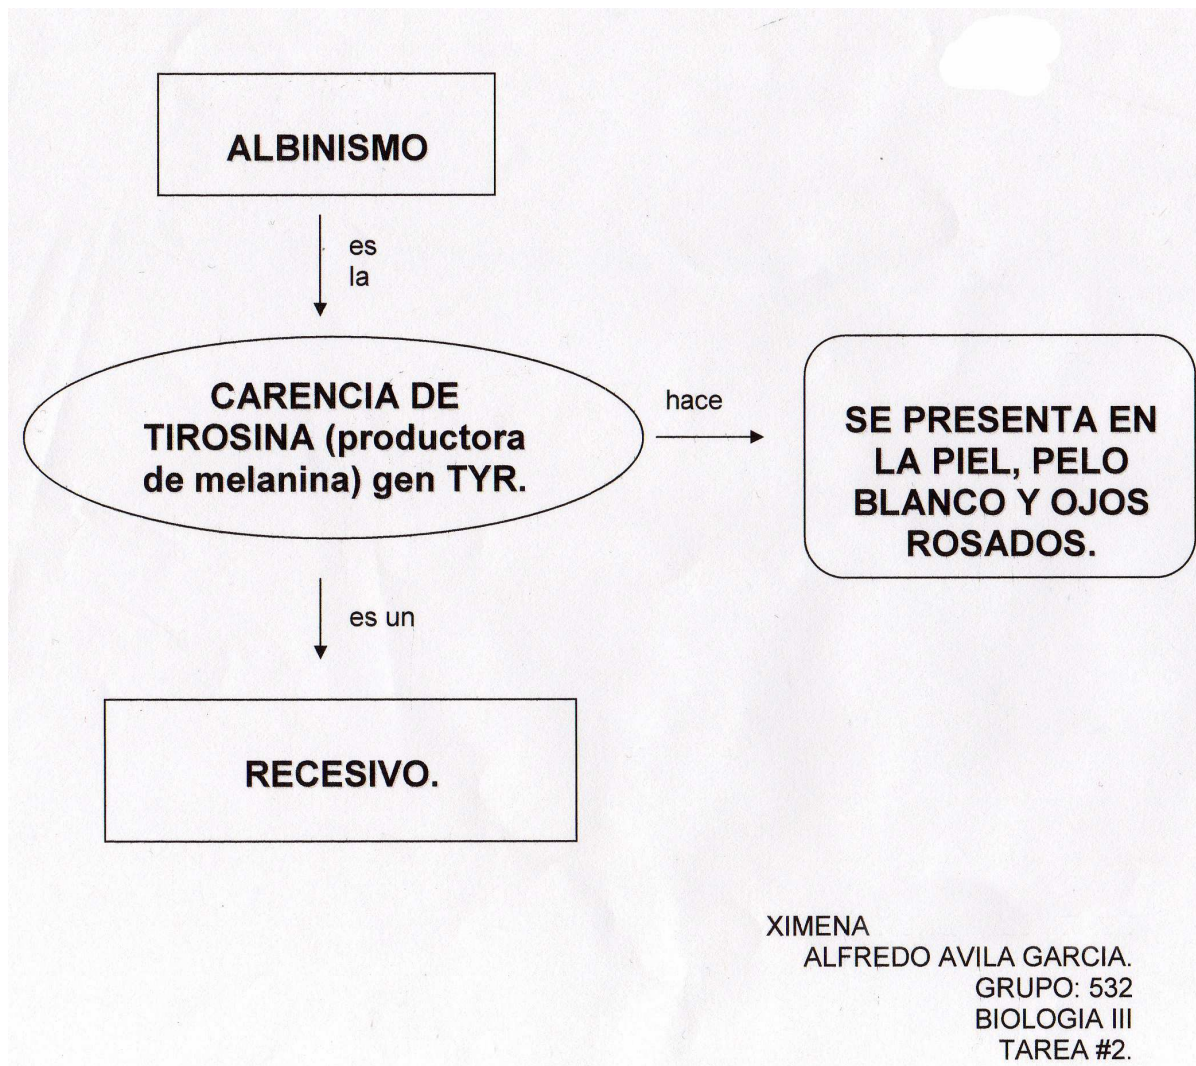 ALBINISMO
es
la
CARENCIA DE
TIROSINA (productora
de melanina) gen TYR.
hace
SE PRESENTA EN
LA PIEL, PELO
BLANCO Y OJOS
ROSADOS.
es un
RECESIVO.
XIMENA
ALFREDO AVILA GARCIA.
GRUPO: 532
BIOLOGIA III
TAREA #2.